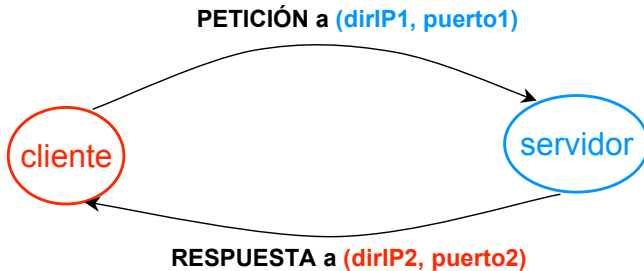 PETICIÓN a (dirIP1, puerto1)
cliente
servidor
RESPUESTA a (dirIP2, puerto2)